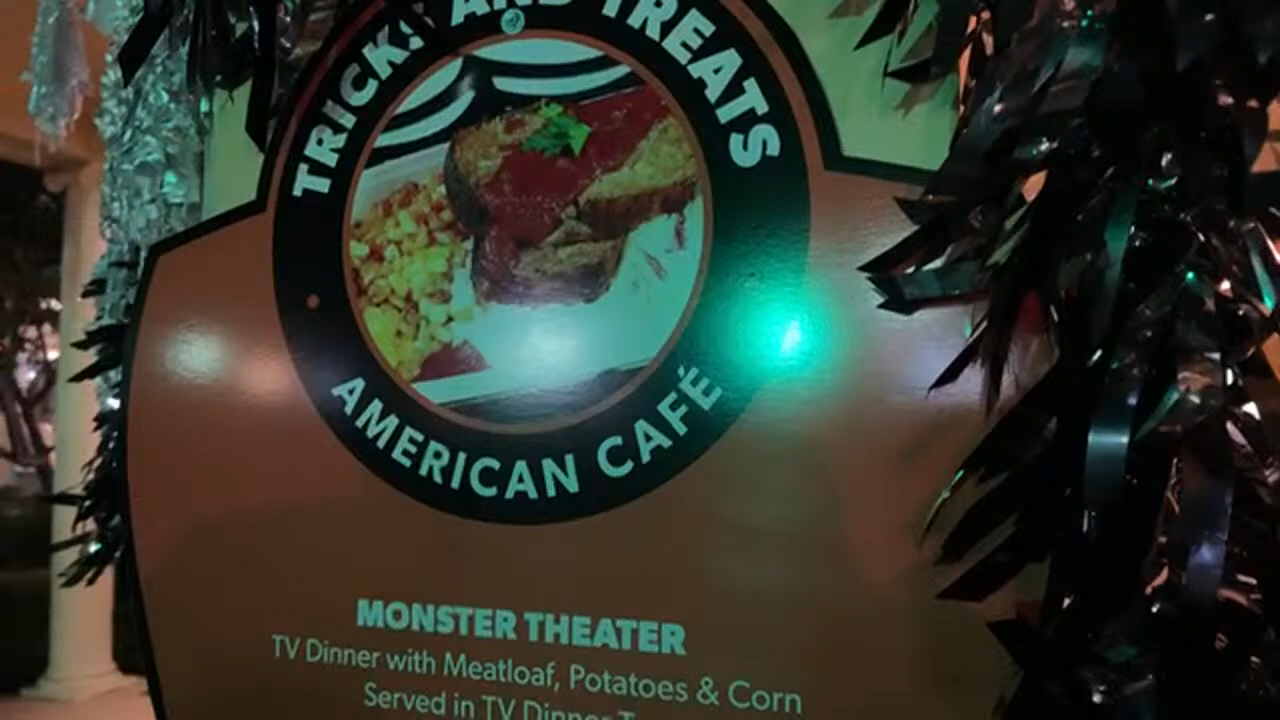 TRICKS AND TREATS
AMERICAN CAFÉ
MONSTER THEATER
TV Dinner with Meatloaf, Potatoes & Corn
Served in TV Dinner